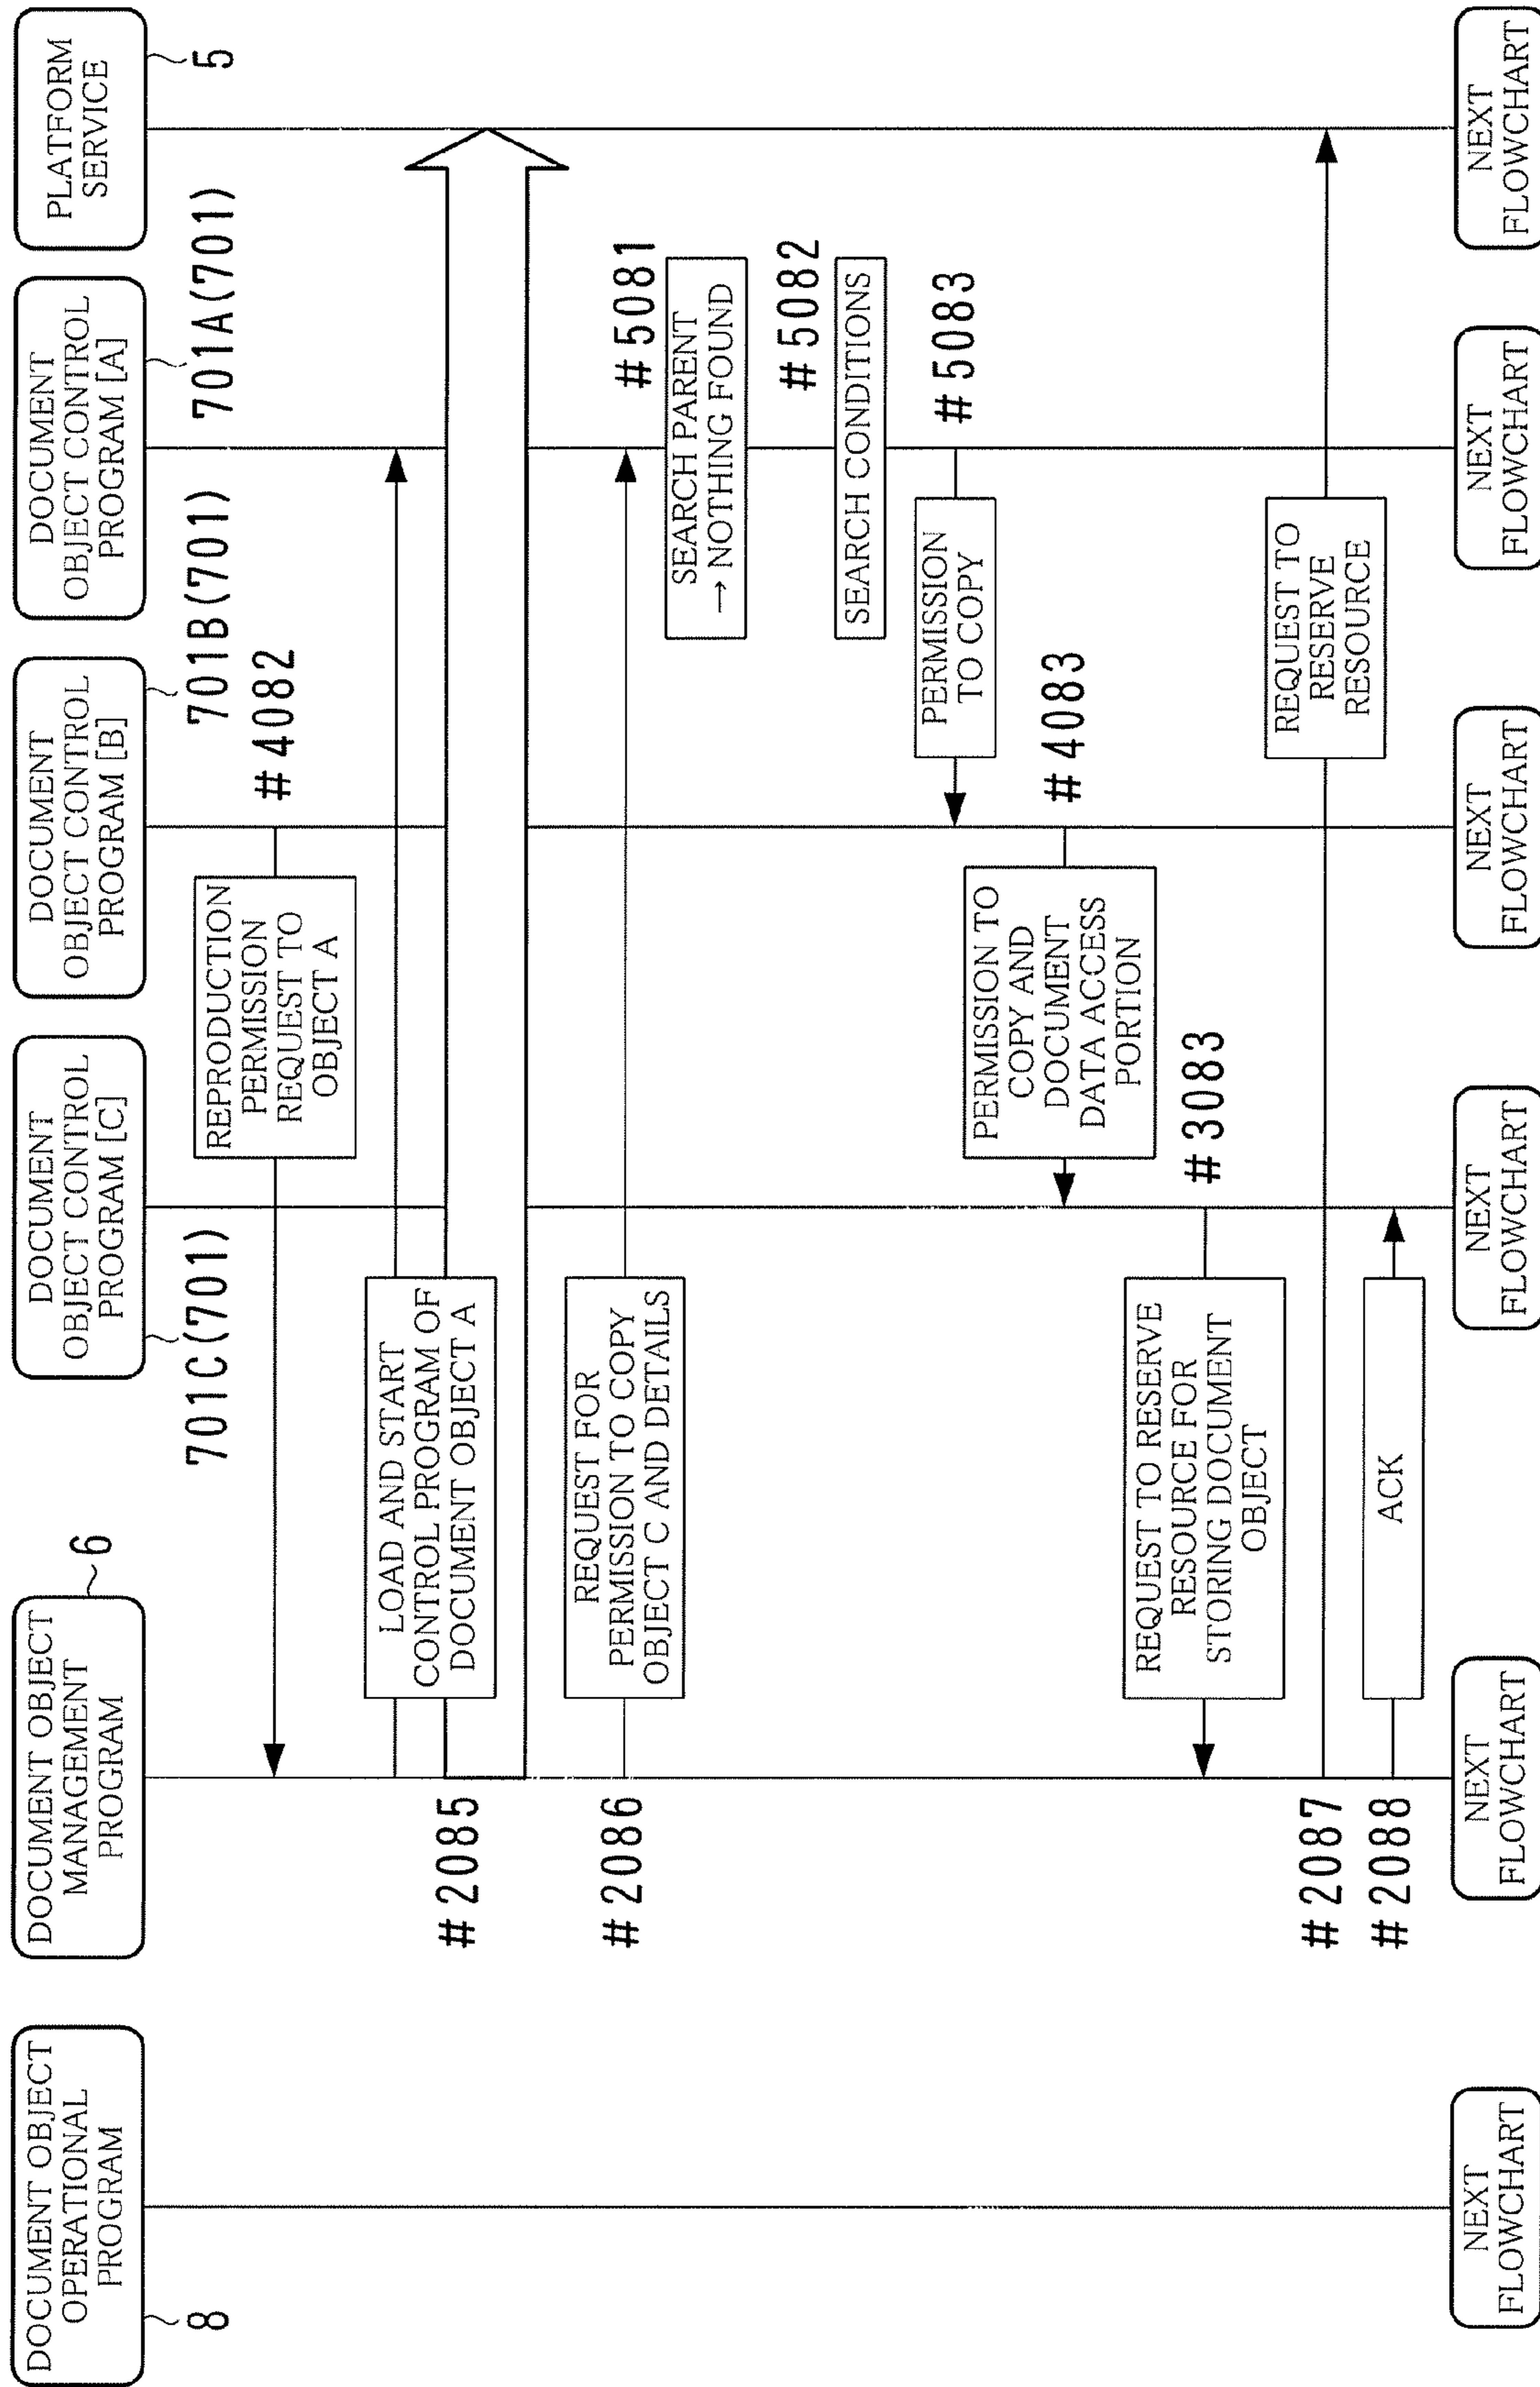 DOCUMENT OBJECT
OPERATIONAL
PROGRAM
8
DOCUMENT OBJECT
MANAGEMENT
PROGRAM
6
DOCUMENT
OBJECT CONTROL
PROGRAM [C]
701C(701)
DOCUMENT
OBJECT CONTROL
PROGRAM [B]
701B(701)
DOCUMENT
OBJECT CONTROL
PROGRAM [A]
701A(701)
PLATFORM
SERVICE
5
#4082
REPRODUCTION
PERMISSION
REQUEST TO
OBJECT A
LOAD AND START
CONTROL PROGRAM OF
DOCUMENT OBJECT A
#2085
#2086
REQUEST FOR
PERMISSION TO COPY
OBJECT C AND DETAILS
#5081
SEARCH PARENT
→ NOTHING FOUND
#5082
SEARCH CONDITIONS
#5083
PERMISSION
TO COPY
#4083
PERMISSION TO
COPY AND
DOCUMENT
DATA ACCESS
PORTION
#3083
REQUEST TO RESERVE
RESOURCE FOR
STORING DOCUMENT
OBJECT
#2087
REQUEST TO
RESERVE
RESOURCE
#2088
ACK
NEXT
FLOWCHART
NEXT
FLOWCHART
NEXT
FLOWCHART
NEXT
FLOWCHART
NEXT
FLOWCHART
NEXT
FLOWCHART